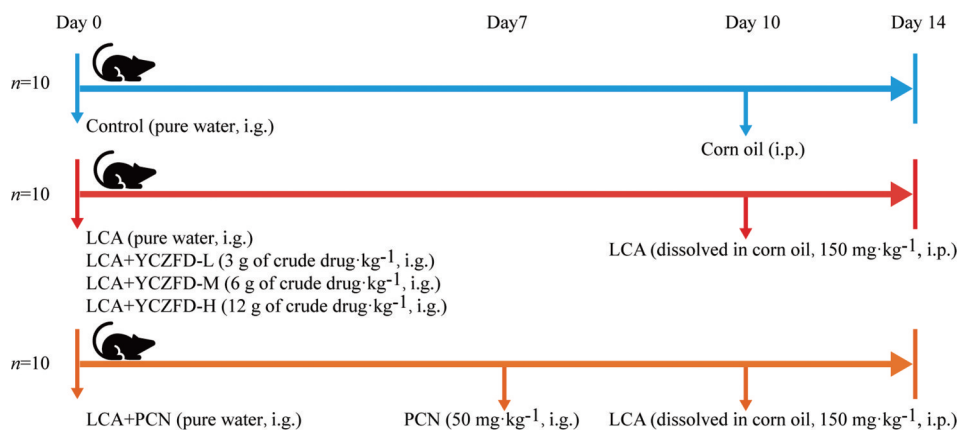 Day 0 Day7 Day 10 Day 14
n=10
Control (pure water, i.g.)
Corn oil (i.p.)
n=10
LCA (pure water, i.g.)
LCA+YCZFD-L (3 g of crude drug·kg⁻¹, i.g.)
LCA+YCZFD-M (6 g of crude drug·kg⁻¹, i.g.)
LCA+YCZFD-H (12 g of crude drug·kg⁻¹, i.g.)
LCA (dissolved in corn oil, 150 mg·kg⁻¹, i.p.)
n=10
LCA+PCN (pure water, i.g.) PCN (50 mg·kg⁻¹, i.g.) LCA (dissolved in corn oil, 150 mg·kg⁻¹, i.p.)